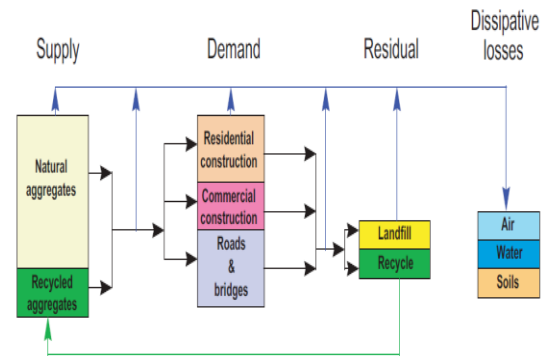 Supply
Demand
Residual
Dissipative
losses
Natural
aggregates
Recycled
aggregates
Residential
construction
Commercial
construction
Roads
&
bridges
Landfill
Recycle
Air
Water
Soils